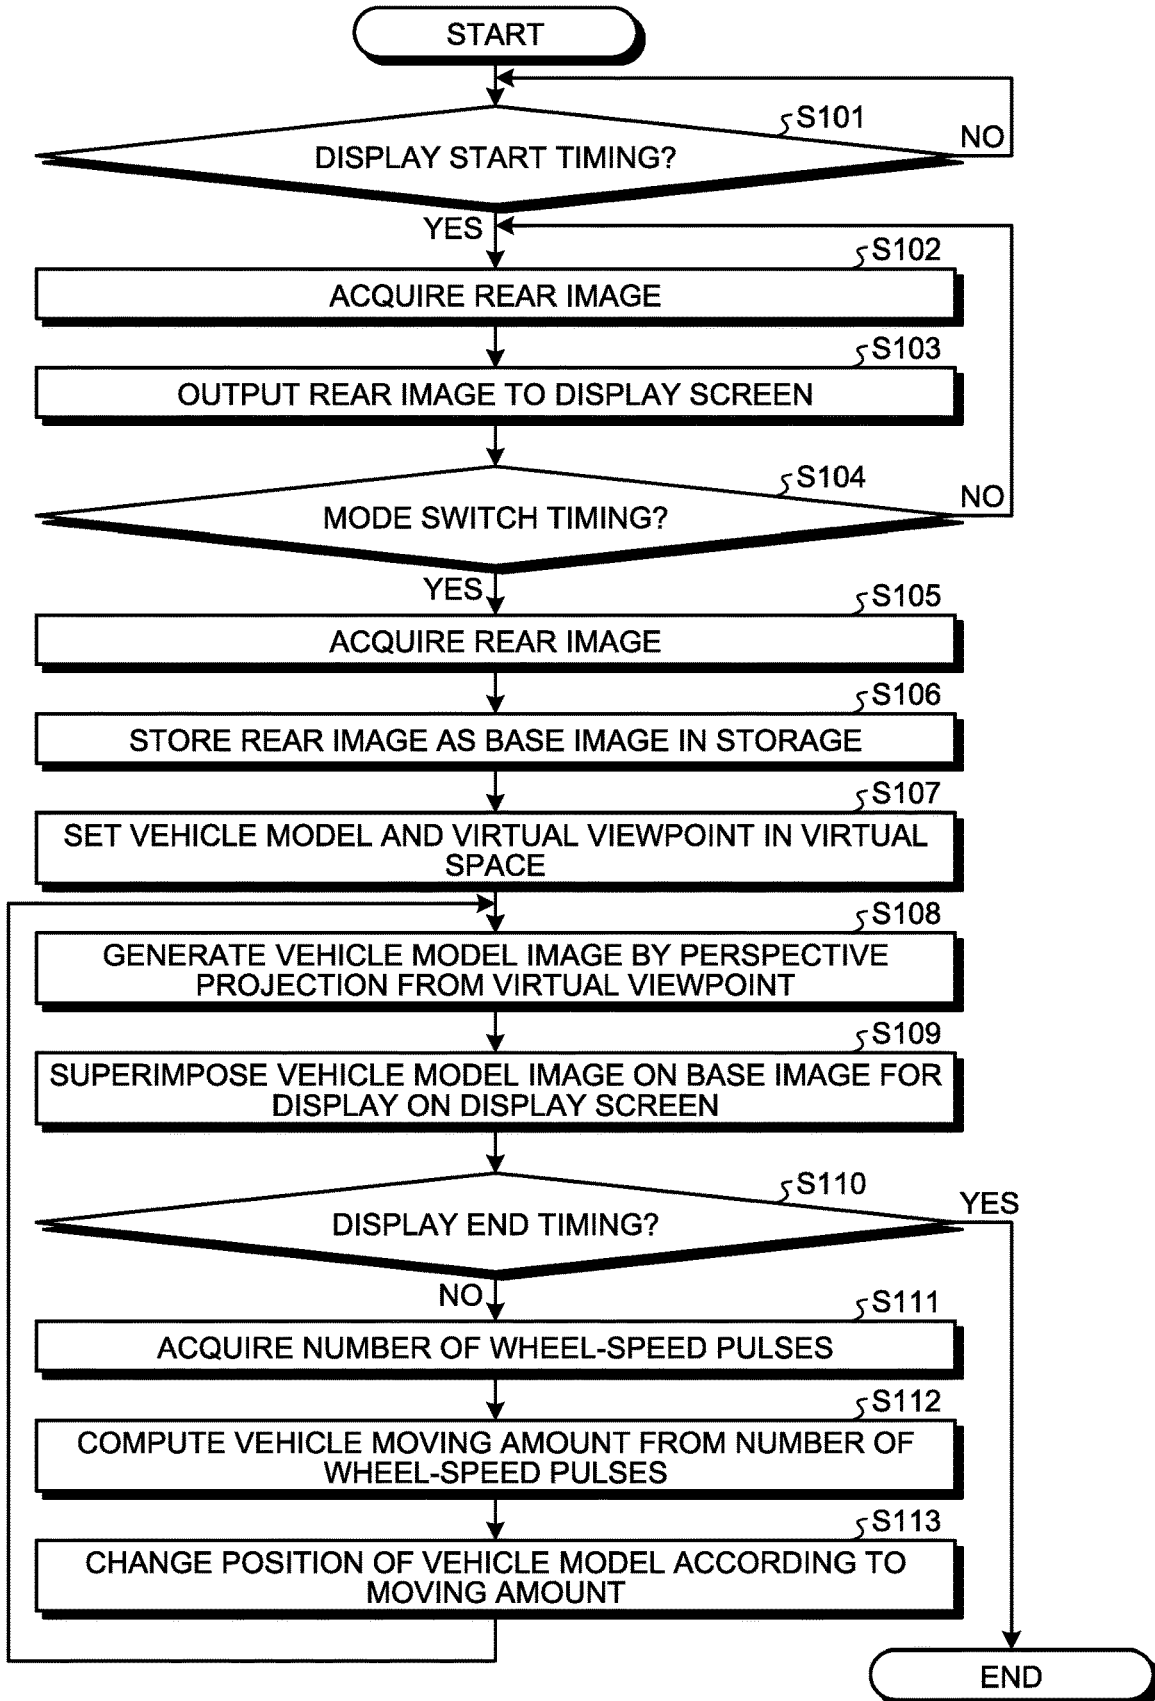 START
S101
DISPLAY START TIMING?
NO
YES
S102
ACQUIRE REAR IMAGE
S103
OUTPUT REAR IMAGE TO DISPLAY SCREEN
S104
MODE SWITCH TIMING?
NO
YES
S105
ACQUIRE REAR IMAGE
S106
STORE REAR IMAGE AS BASE IMAGE IN STORAGE
S107
SET VEHICLE MODEL AND VIRTUAL VIEWPOINT IN VIRTUAL
SPACE
S108
GENERATE VEHICLE MODEL IMAGE BY PERSPECTIVE
PROJECTION FROM VIRTUAL VIEWPOINT
S109
SUPERIMPOSE VEHICLE MODEL IMAGE ON BASE IMAGE FOR
DISPLAY ON DISPLAY SCREEN
S110
DISPLAY END TIMING?
YES
NO
S111
ACQUIRE NUMBER OF WHEEL-SPEED PULSES
S112
COMPUTE VEHICLE MOVING AMOUNT FROM NUMBER OF
WHEEL-SPEED PULSES
S113
CHANGE POSITION OF VEHICLE MODEL ACCORDING TO
MOVING AMOUNT
END